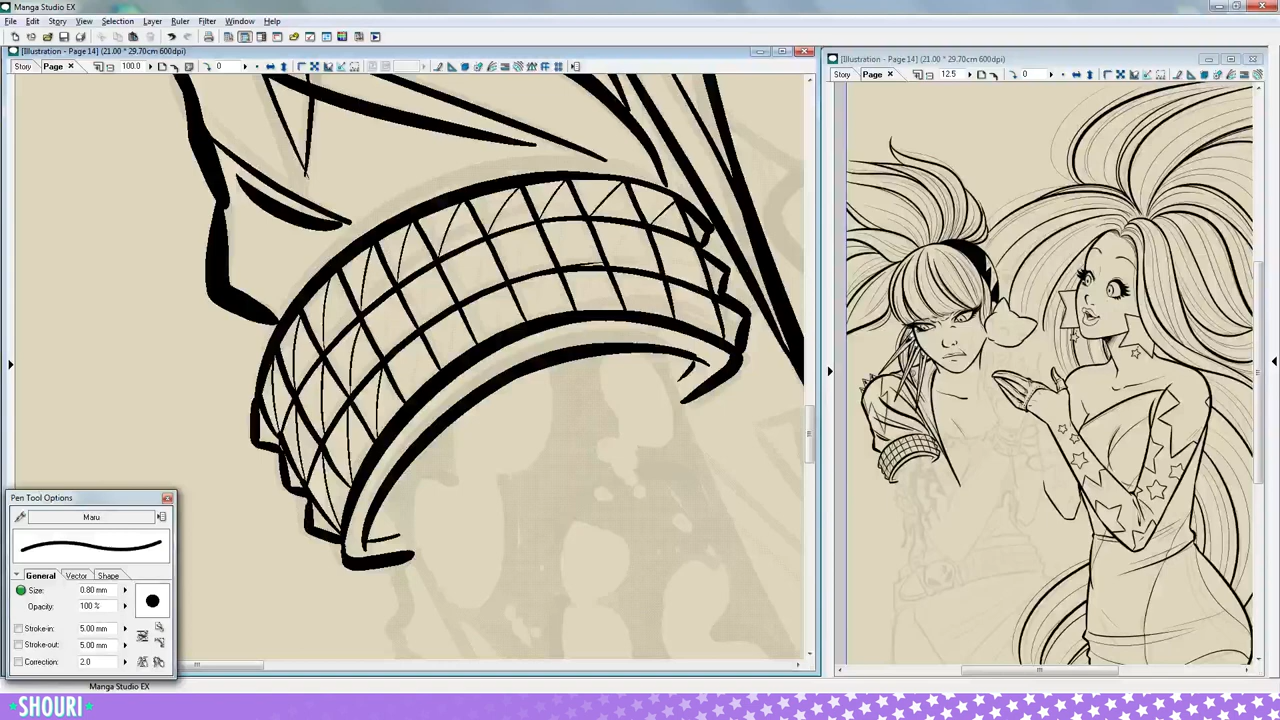 Manga Studio EX
File Edit Story View Selection Layer Ruler Filter Window Help
[Illustration - Page 14] (21.00 * 29.70cm 600dpi)
Story Page 100.0 0
[Illustration - Page 14] (21.00 * 29.70cm 600dpi)
Story Page 12.5 0
Pen Tool Options
Maru
General Vector Shape
Size: 0.80 mm
Opacity: 100 %
Stroke-in: 5.00 mm
Stroke-out: 5.00 mm
Correction: 2.0
Manga Studio EX
*SHOURI*